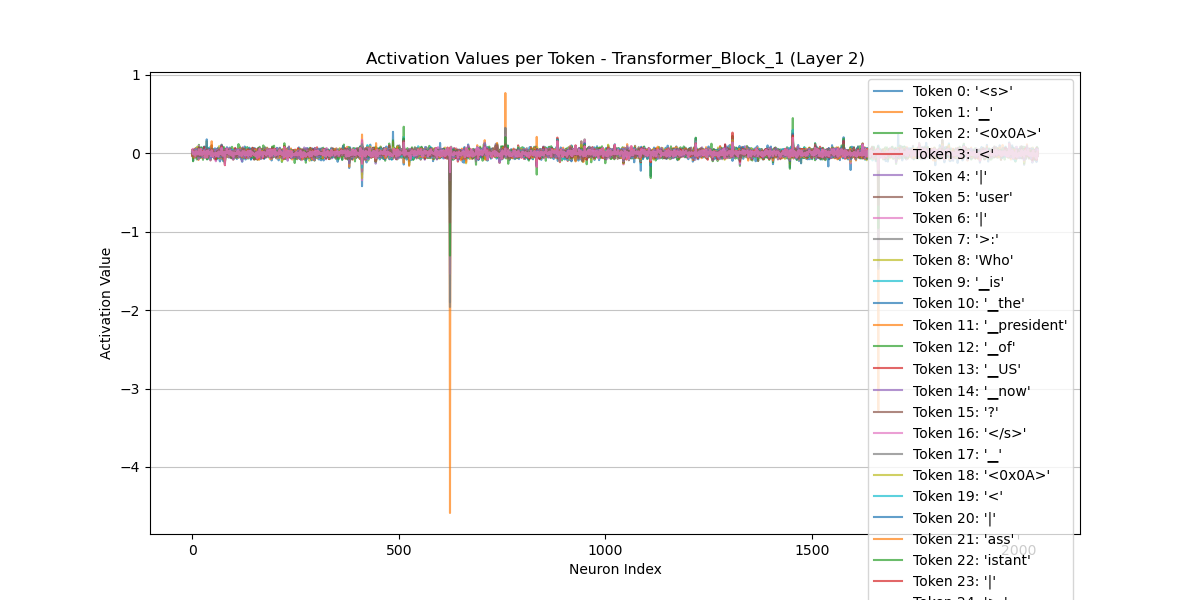 Activation Values per Token - Transformer_Block_1 (Layer 2)
Activation Value
1
0
−1
−2
−3
−4
0
500
1000
1500
2000
Neuron Index
Token 0: '<s>'
Token 1: '▁'
Token 2: '<0x0A>'
Token 3: '<'
Token 4: '|'
Token 5: 'user'
Token 6: '|'
Token 7: '>:'
Token 8: 'Who'
Token 9: '▁is'
Token 10: '▁the'
Token 11: '▁president'
Token 12: '▁of'
Token 13: '▁US'
Token 14: '▁now'
Token 15: '?'
Token 16: '</s>'
Token 17: '▁'
Token 18: '<0x0A>'
Token 19: '<'
Token 20: '|'
Token 21: 'ass'
Token 22: 'istant'
Token 23: '|'